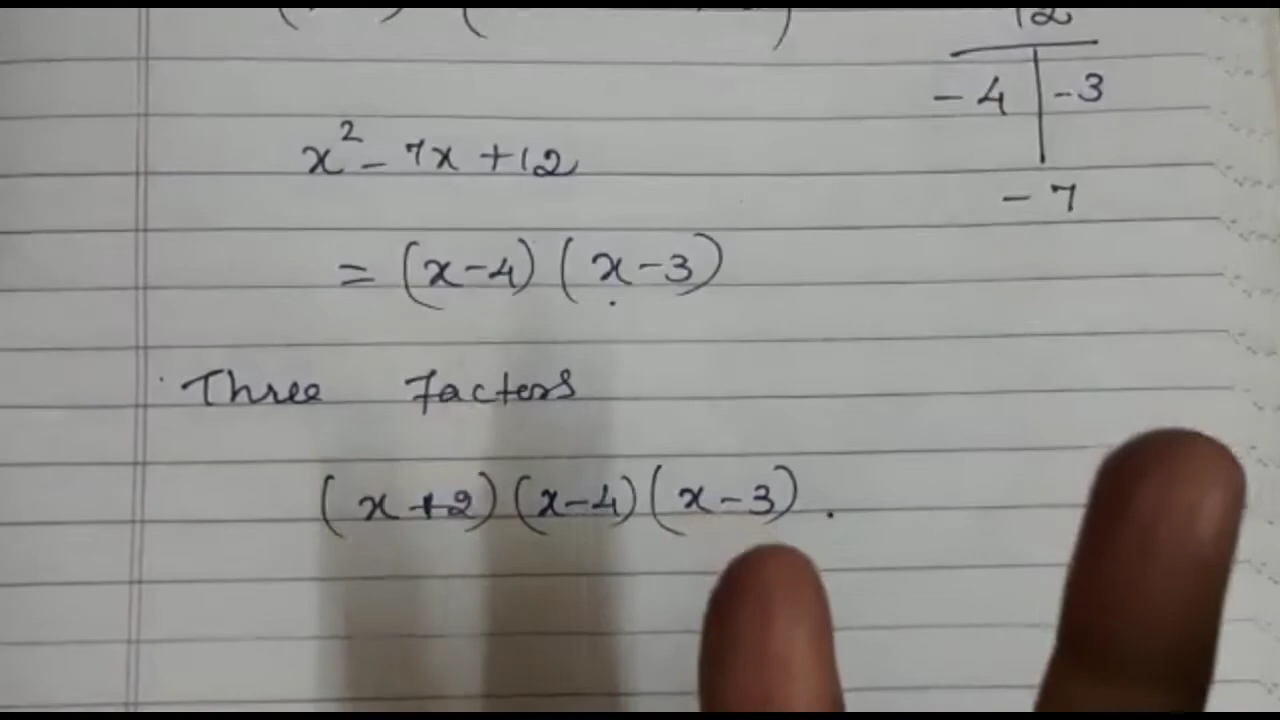 12
- 4 | - 3
x² - 7x + 12
- 7
= (x-4) (x-3)
Three Factors
(x+2)(x-4)(x-3).